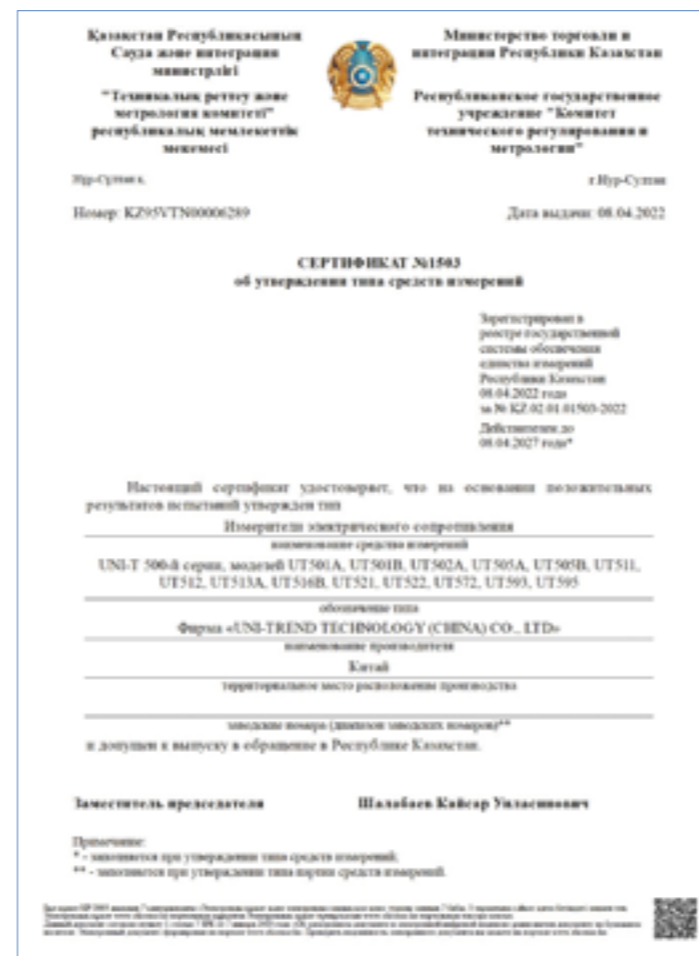 Қазақстан Республикасының
Сауда және интеграция
министрлігі
"Техникалық реттеу және
метрология комитеті"
республикалық мемлекеттік
мекемесі
Министерство торговли и
интеграции Республики Казахстан
Республиканское государственное
учреждение "Комитет
технического регулирования и
метрологии"
Нур-Султан қ.
г.Нур-Султан
Номер: KZ95VTN00006289
Дата выдачи: 08.04.2022
СЕРТИФИКАТ №1503
об утверждении типа средств измерений
Зарегистрирован в
реестре государственной
системы обеспечения
единства измерений
Республики Казахстан
08.04.2022 года
за № KZ.02.01.01503-2022
Действителен до
08.04.2027 года*
Настоящий сертификат удостоверяет, что на основании положительных
результатов испытаний утвержден тип
Измерители электрического сопротивления
наименование средства измерений
UNI-T 500-й серии, моделей UT501A, UT501B, UT502A, UT505A, UT505B, UT511,
UT512, UT513A, UT516B, UT521, UT522, UT572, UT593, UT595
обозначение типа
Фирма «UNI-TREND TECHNOLOGY (CHINA) CO., LTD»
наименование производителя
Китай
территориальное место расположение производства
заводские номера (диапазон заводских номеров)**
и допущен к выпуску в обращение в Республике Казахстан.
Заместитель председателя
Шалабаев Кайсар Уиласынович
Примечание:
* - заполняется при утверждении типа средств измерений;
** - заполняется при утверждении типа партии средств измерений.